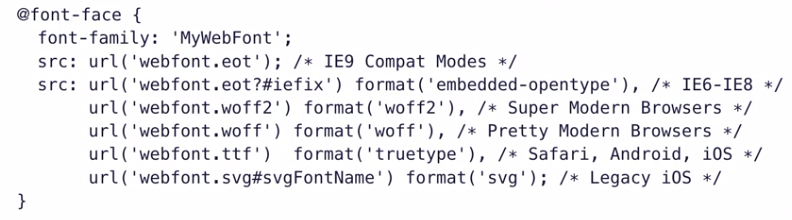 @font-face {
  font-family: 'MyWebFont';
  src: url('webfont.eot'); /* IE9 Compat Modes */
  src: url('webfont.eot?#iefix') format('embedded-opentype'), /* IE6-IE8 */
       url('webfont.woff2') format('woff2'), /* Super Modern Browsers */
       url('webfont.woff') format('woff'), /* Pretty Modern Browsers */
       url('webfont.ttf')  format('truetype'), /* Safari, Android, iOS */
       url('webfont.svg#svgFontName') format('svg'); /* Legacy iOS */
}